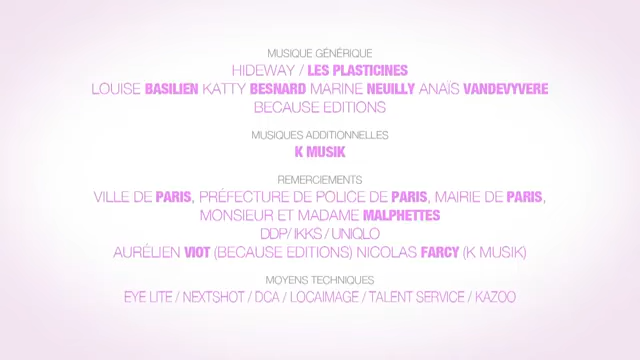 MUSIQUE GÉNÉRIQUE
HIDEWAY / LES PLASTICINES
LOUISE BASILIEN KATTY BESNARD MARINE NEUILLY ANAÏS VANDEVYVERE
BECAUSE EDITIONS
MUSIQUES ADDITIONNELLES
K MUSIK
REMERCIEMENTS
VILLE DE PARIS, PRÉFECTURE DE POLICE DE PARIS, MAIRIE DE PARIS,
MONSIEUR ET MADAME MALPHETTES
DDP/ IKKS / UNIQLO
AURÉLIEN VIOT (BECAUSE EDITIONS) NICOLAS FARCY (K MUSIK)
MOYENS TECHNIQUES
EYE LITE / NEXTSHOT / DCA / LOCAIMAGE / TALENT SERVICE / KAZOO